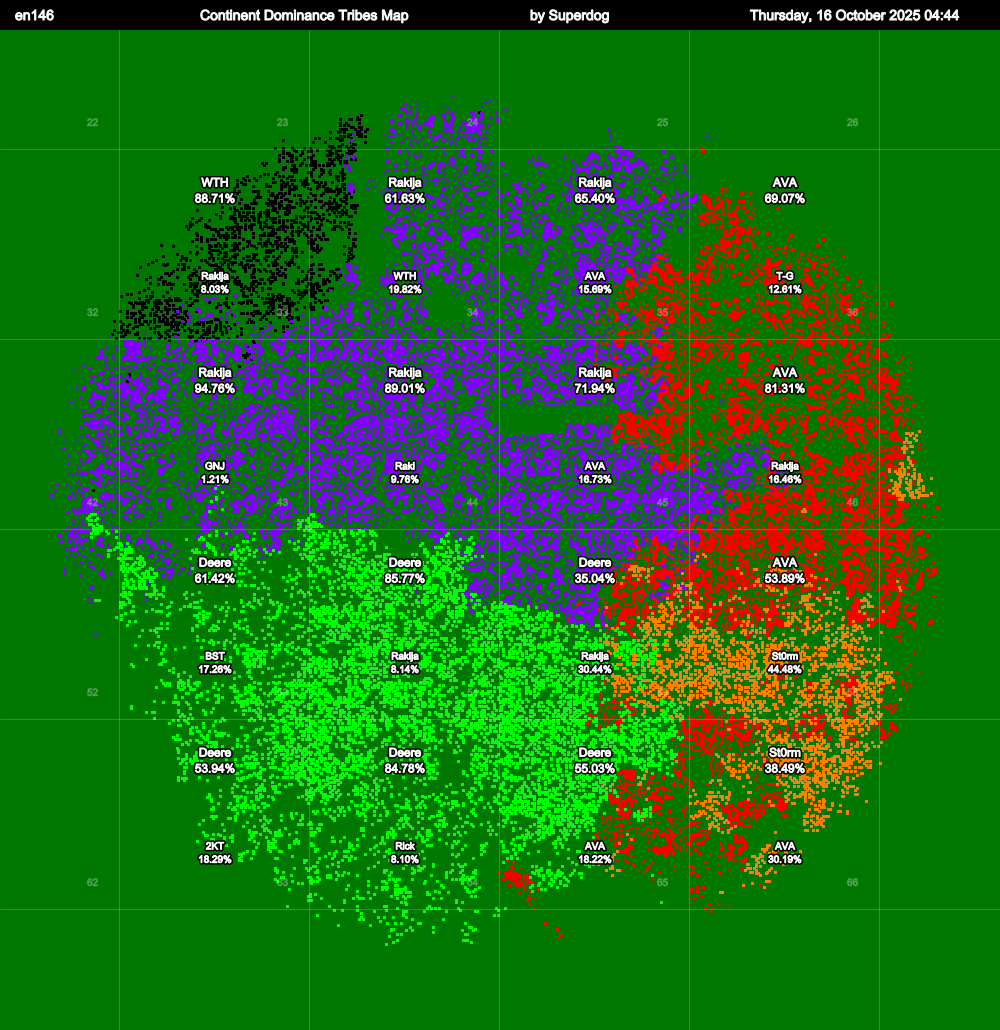 en146 Continent Dominance Tribes Map by Superdog Thursday, 16 October 2025 04:44
22 23 24 25 26
WTH Rakija Rakija AVA
88.71% 61.63% 65.40% 69.07%
Rakija WTH AVA T-G
8.03% 19.82% 15.69% 12.61%
32 33 34 35 36
Rakija Rakija Rakija AVA
94.76% 89.01% 71.94% 81.31%
GNJ Raki AVA Rakija
1.21% 9.76% 16.73% 16.46%
42 43 44 45 46
Deere Deere Deere AVA
61.42% 85.77% 35.04% 53.89%
BST Rakija Rakija St0rm
17.26% 8.14% 30.44% 44.48%
52
Deere Deere Deere St0rm
53.94% 84.78% 55.03% 38.49%
2KT Rick AVA AVA
18.29% 8.10% 18.22% 30.19%
62 63 64 65 66